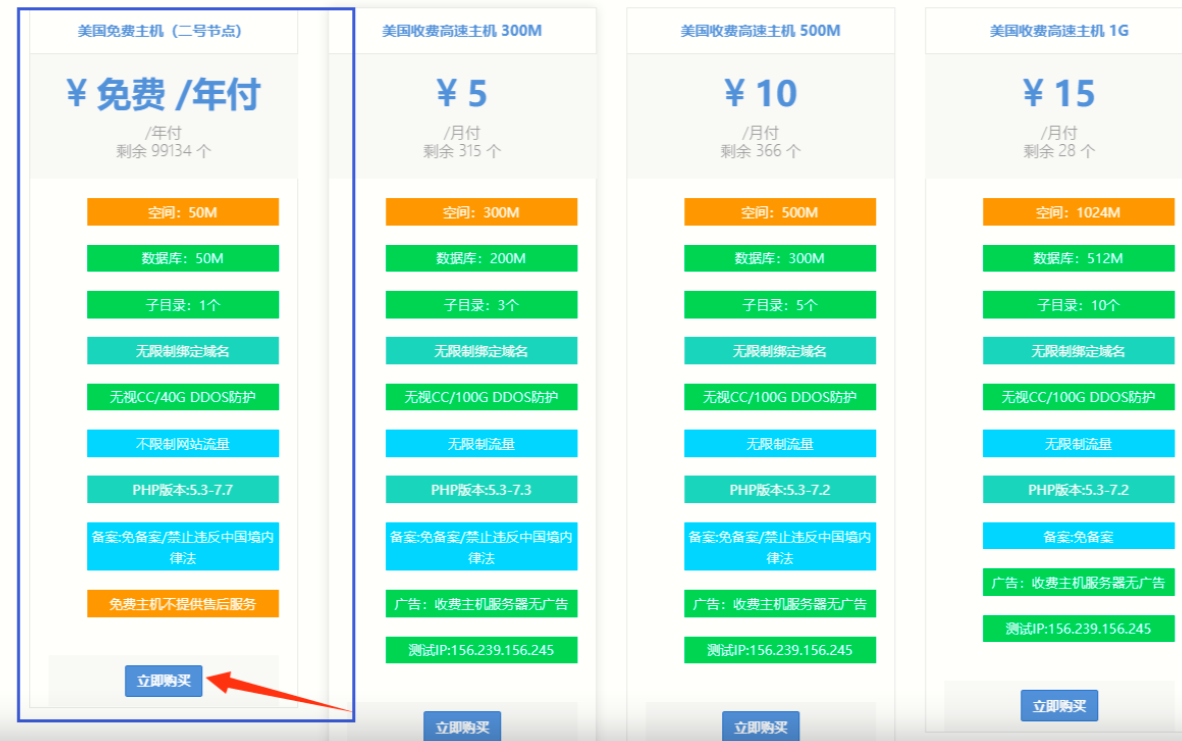 美国免费主机（二号节点）
￥ 免费 /年付
/年付
剩余 99134 个
空间：50M
数据库：50M
子目录：1个
无限制绑定域名
无视CC/40G DDOS防护
不限制网站流量
PHP版本:5.3-7.7
备案:免备案/禁止违反中国境内
律法
免费主机不提供售后服务
立即购买
美国收费高速主机 300M
￥ 5
/月付
剩余 315 个
空间：300M
数据库：200M
子目录：3个
无限制绑定域名
无视CC/100G DDOS防护
无限制流量
PHP版本:5.3-7.3
备案:免备案/禁止违反中国境内
律法
广告：收费主机服务器无广告
测试IP:156.239.156.245
立即购买
美国收费高速主机 500M
￥ 10
/月付
剩余 366 个
空间：500M
数据库：300M
子目录：5个
无限制绑定域名
无视CC/100G DDOS防护
无限制流量
PHP版本:5.3-7.2
备案:免备案/禁止违反中国境内
律法
广告：收费主机服务器无广告
测试IP:156.239.156.245
立即购买
美国收费高速主机 1G
￥ 15
/月付
剩余 28 个
空间：1024M
数据库：512M
子目录：10个
无限制绑定域名
无视CC/100G DDOS防护
无限制流量
PHP版本:5.3-7.2
备案:免备案
广告：收费主机服务器无广告
测试IP:156.239.156.245
立即购买